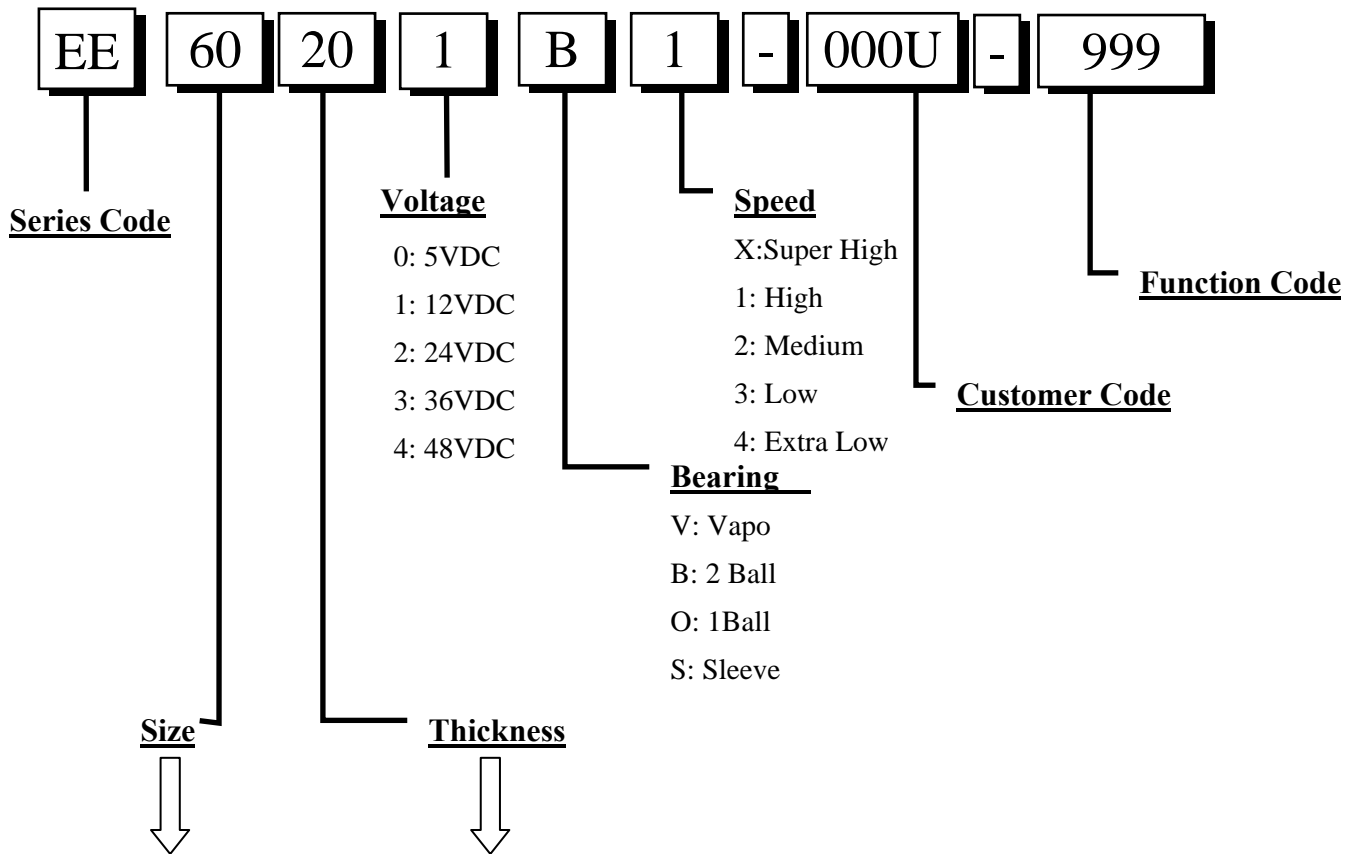 EE 60 20 1 B 1 - 000U - 999
Series Code
Voltage
0: 5VDC
1: 12VDC
2: 24VDC
3: 36VDC
4: 48VDC
Speed
X:Super High
1: High
2: Medium
3: Low
4: Extra Low
Function Code
Customer Code
Bearing
V: Vapo
B: 2 Ball
O: 1Ball
S: Sleeve
Size
Thickness